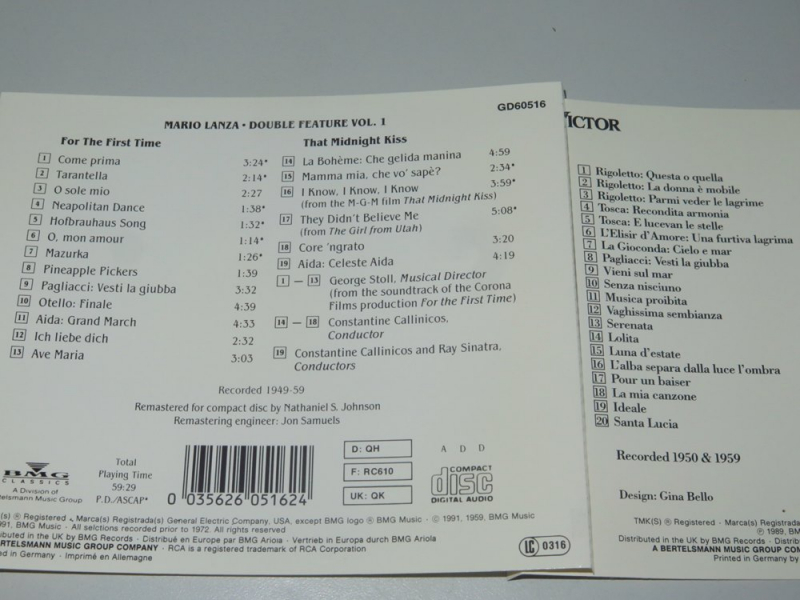 GD60516
MARIO LANZA • DOUBLE FEATURE VOL. 1
For The First Time
1 Come prima 3:24*
2 Tarantella 2:14*
3 O sole mio 2:27
4 Neapolitan Dance 1:38*
5 Hofbrauhaus Song 1:32*
6 O, mon amour 1:14*
7 Mazurka 1:26*
8 Pineapple Pickers 1:39
9 Pagliacci: Vesti la giubba 3:32
10 Otello: Finale 4:39
11 Aida: Grand March 4:33
12 Ich liebe dich 2:32
13 Ave Maria 3:03
That Midnight Kiss
14 La Bohème: Che gelida manina 4:59
15 Mamma mia, che vo' sapè? 2:34*
16 I Know, I Know, I Know 3:59*
(from the M-G-M film That Midnight Kiss)
17 They Didn't Believe Me 5:08*
(from The Girl from Utah)
18 Core 'ngrato 3:20
19 Aida: Celeste Aida 4:19
1 — 13 George Stoll, Musical Director
(from the soundtrack of the Corona
Films production For the First Time)
14 — 18 Constantine Callinicos,
Conductor
19 Constantine Callinicos and Ray Sinatra,
Conductors
Recorded 1949-59
Remastered for compact disc by Nathaniel S. Johnson
Remastering engineer: Jon Samuels
BMG
CLASSICS
A Division of
telsmann Music Group
Total
Playing Time
59:29
P.D./ASCAP*
0 035626 051624
D: QH
F: RC610
UK: QK
A D D
COMPACT
disc
DIGITAL AUDIO
(s) ® Registered • Marca(s) Registrada(s) General Electric Company, USA, except BMG logo ® BMG Music • © 1991, 1959, BMG Music
991, BMG Music • All selctions recorded prior to 1972. All rights reserved
buted in the UK by BMG Records • Distribué en Europe par BMG Ariola • Vertrieb in Europa durch BMG Ariola
ERTELSMANN MUSIC GROUP COMPANY • RCA is a registered trademark of RCA Corporation
ed in Germany • Imprimé en Allemagne
LC 0316
VICTOR
1 Rigoletto: Questa o quella
2 Rigoletto: La donna è mobile
3 Rigoletto: Parmi veder le lagrime
4 Tosca: Recondita armonia
5 Tosca: E lucevan le stelle
6 L'Elisir d'Amore: Una furtiva lagrima
7 La Gioconda: Cielo e mar
8 Pagliacci: Vesti la giubba
9 Vieni sul mar
10 Senza nisciuno
11 Musica proibita
12 Vaghissima sembianza
13 Serenata
14 Lolita
15 Luna d'estate
16 L'alba separa dalla luce l'ombra
17 Pour un baiser
18 La mia canzone
19 Ideale
20 Santa Lucia
Recorded 1950 & 1959
Design: Gina Bello
TMK(S) ® Registered • Marca(s) Registrada
℗ 1989, BM
Distributed in the UK by BMG Records • Dis
A BERTELSMANN MUSIC GROUP COM
Printed in Germany by